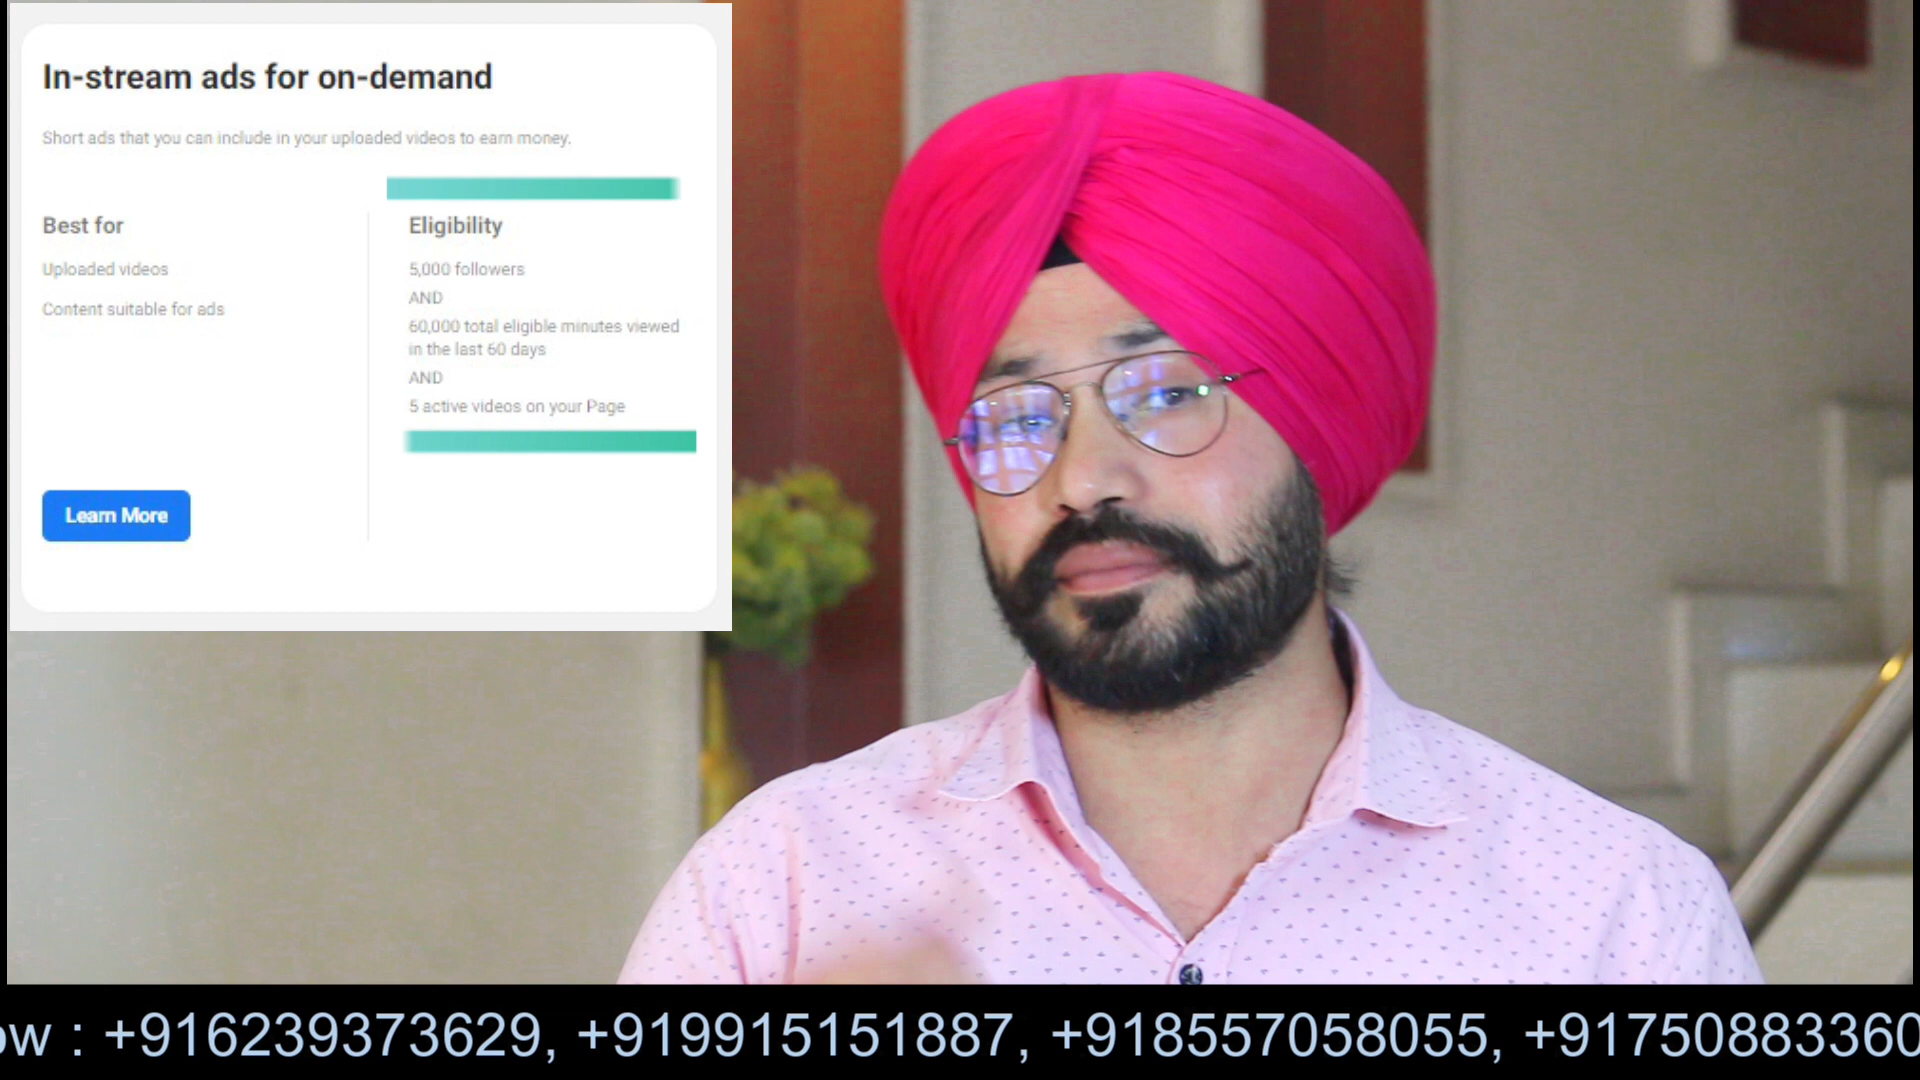 In-stream ads for on-demand
Short ads that you can include in your uploaded videos to earn money.
Best for
Uploaded videos
Content suitable for ads
Eligibility
5,000 followers
AND
60,000 total eligible minutes viewed
in the last 60 days
AND
5 active videos on your Page
Learn More
: +916239373629, +919915151887, +918557058055, +91750883360